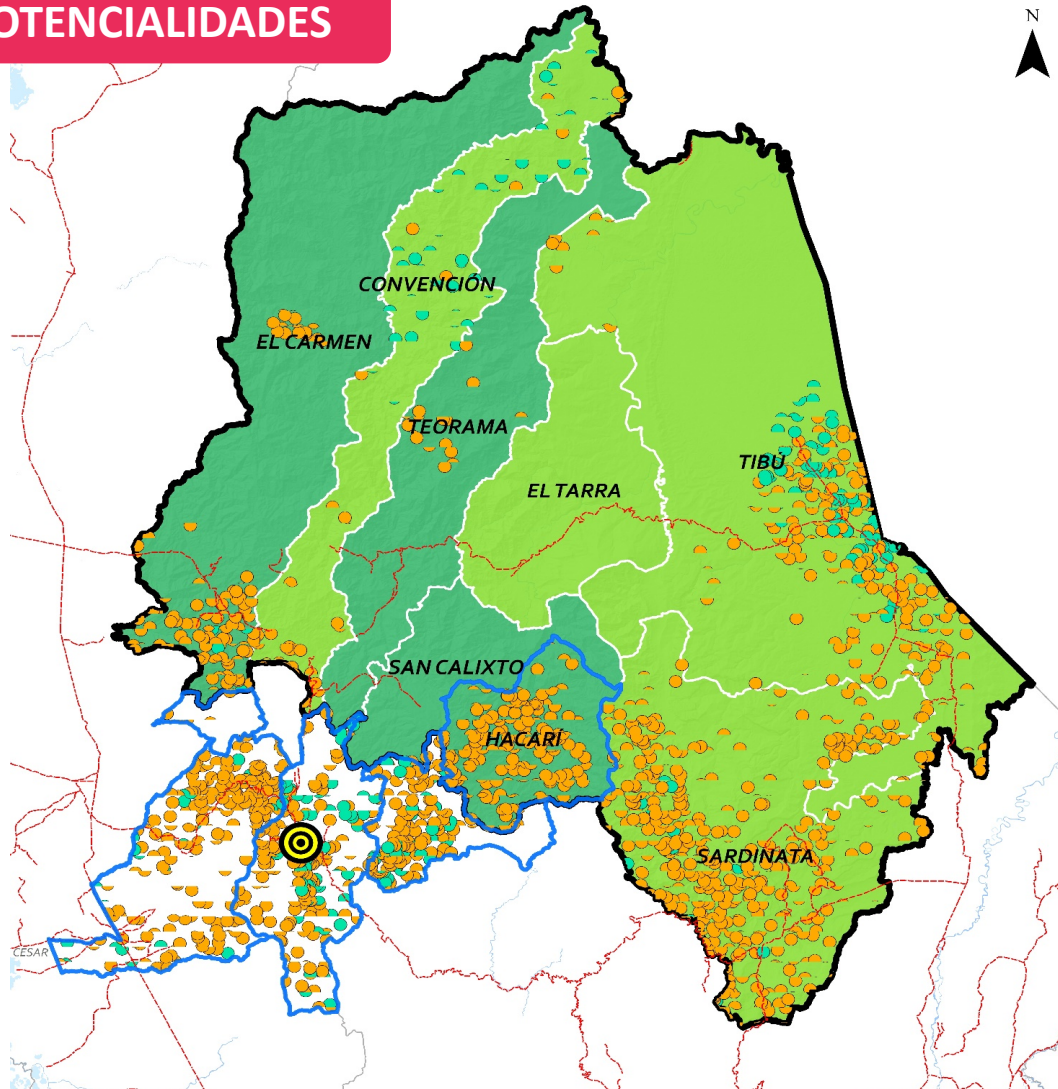 OTENCIALIDADES
N
CONVENCIÓN
EL CARMEN
TEORAMA
TIBÚ
EL TARRA
SAN CALIXTO
HACARÍ
SARDINATA
CESAR